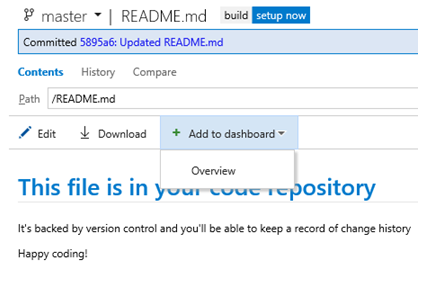 master | README.md build setup now
Committed 5895a6: Updated README.md
Contents History Compare
Path /README.md
Edit Download + Add to dashboard
Overview
This file is in your code repository
It's backed by version control and you'll be able to keep a record of change history
Happy coding!